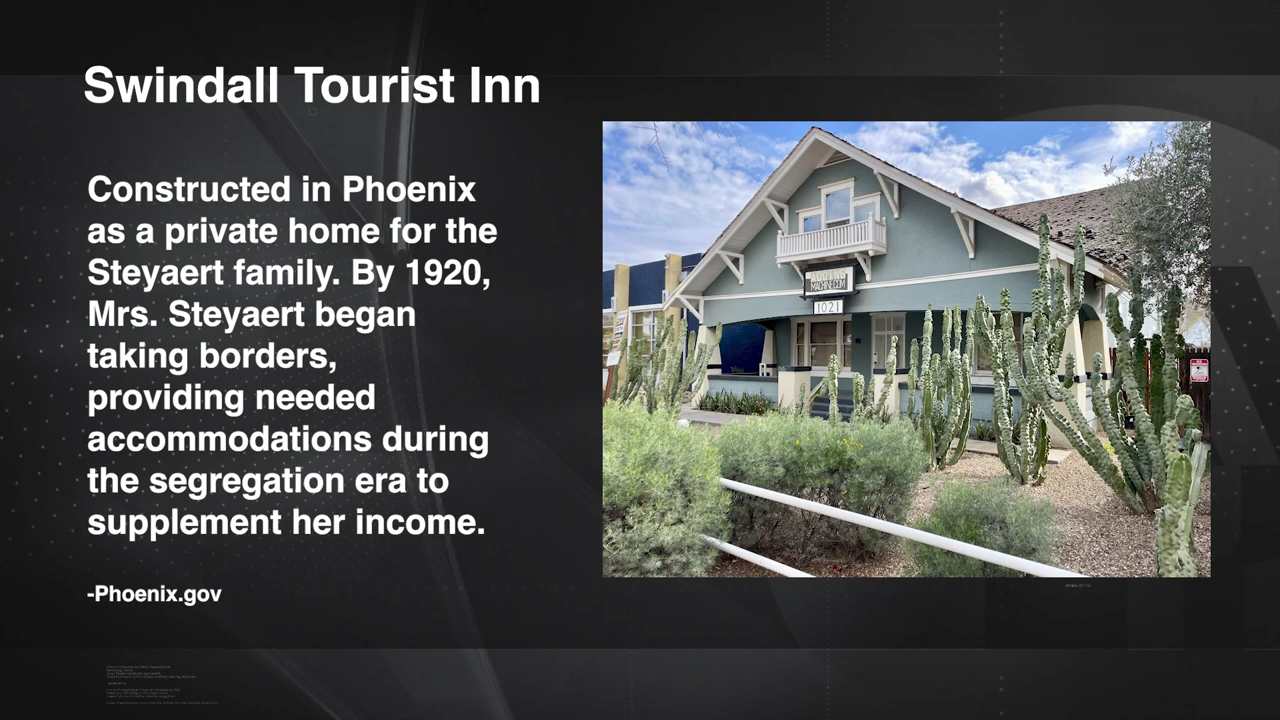 Swindall Tourist Inn
Constructed in Phoenix
as a private home for the
Steyaert family. By 1920,
Mrs. Steyaert began
taking borders,
providing needed
accommodations during
the segregation era to
supplement her income.
-Phoenix.gov
1021